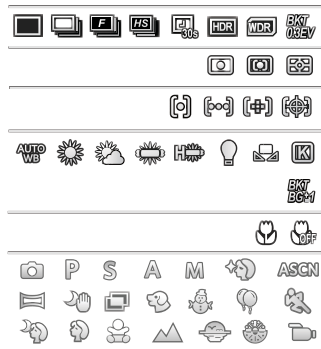 F HS 30s HDR WDR BKT 0.3EV
AUTO WB H K
BKT BG±1
OFF
P S A M ASCN